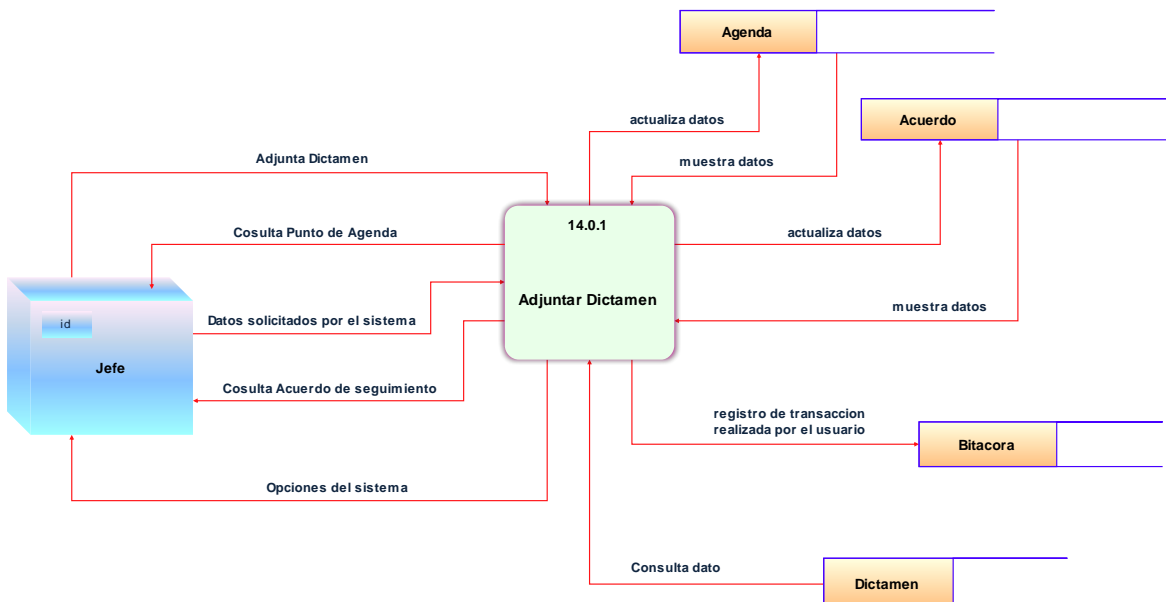 Agenda
Acuerdo
actualiza datos
Adjunta Dictamen
muestra datos
14.0.1
Cosulta Punto de Agenda
actualiza datos
Adjuntar Dictamen
muestra datos
id
Datos solicitados por el sistema
Jefe
Cosulta Acuerdo de seguimiento
registro de transaccion
realizada por el usuario
Bitacora
Opciones del sistema
Consulta dato
Dictamen